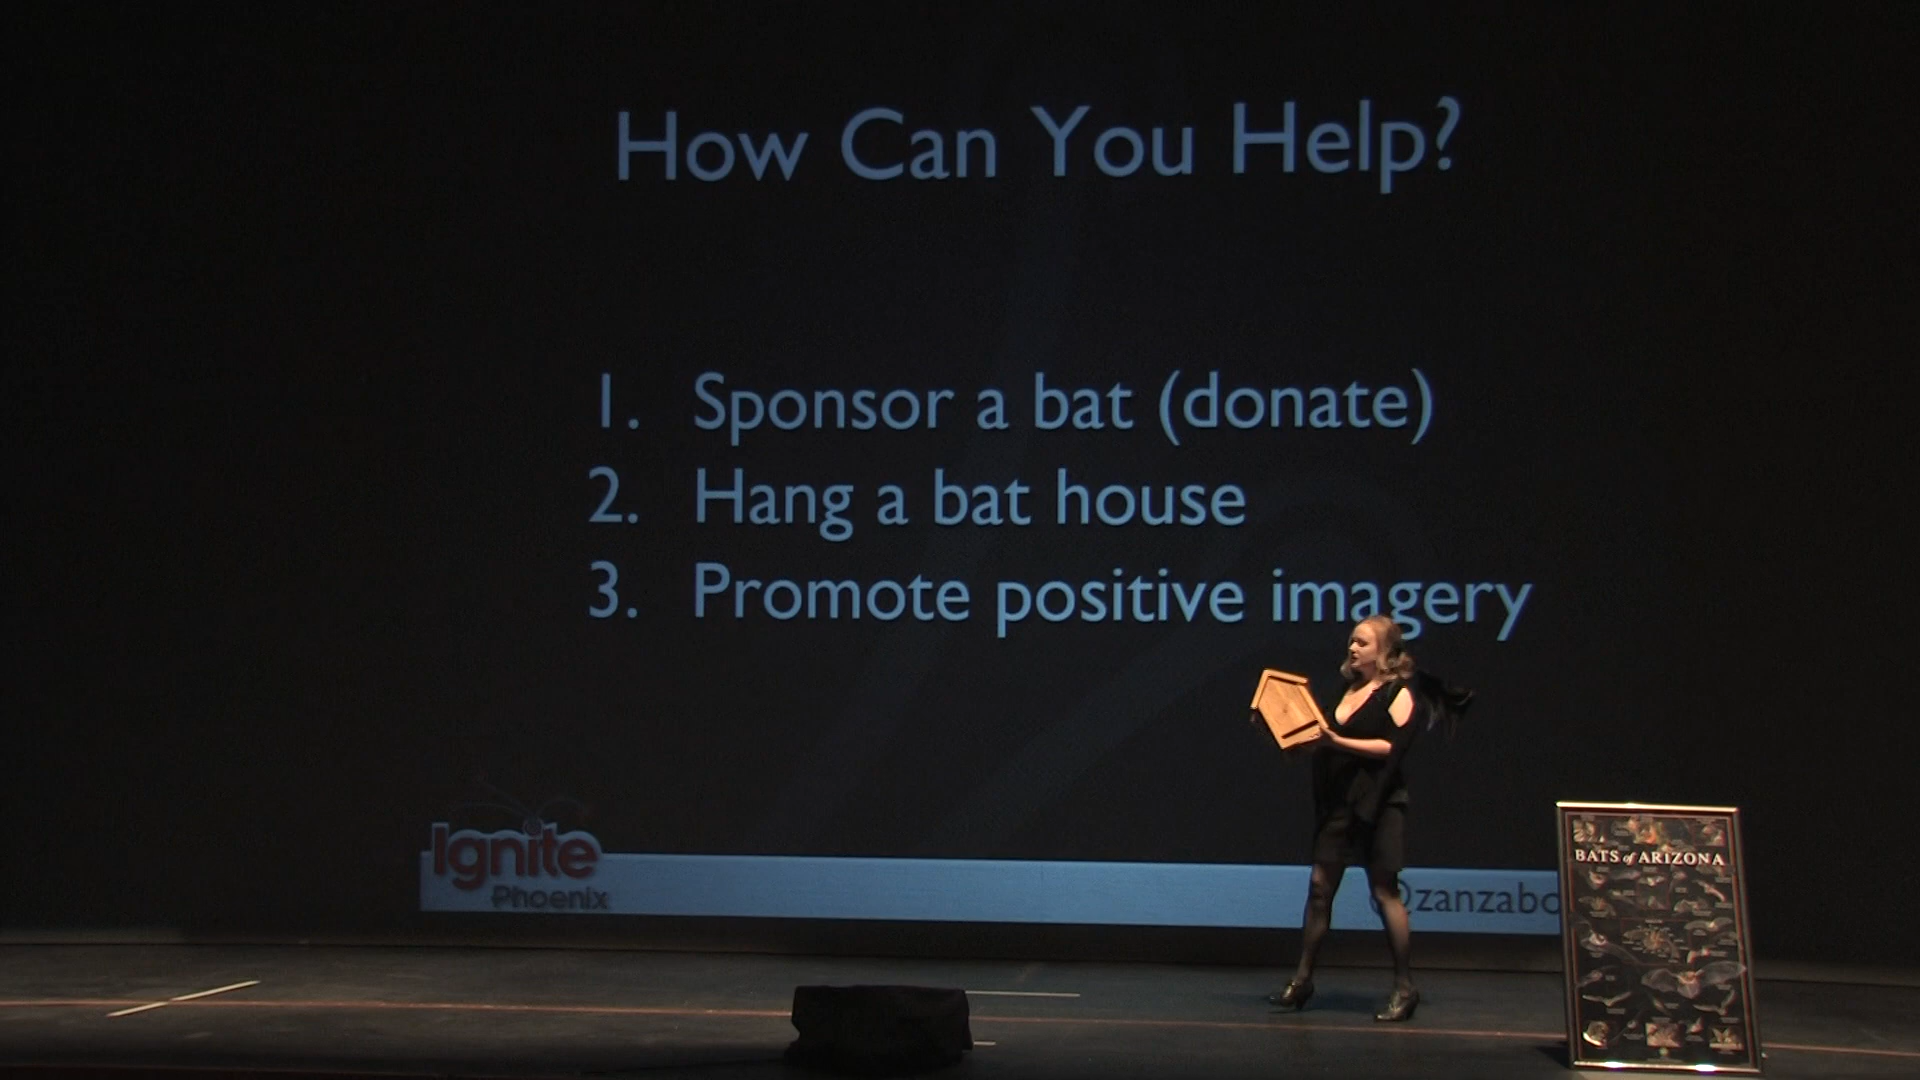 How Can You Help?
1. Sponsor a bat (donate)
2. Hang a bat house
3. Promote positive imagery
Ignite
Phoenix
@zanzabo
BATS of ARIZONA